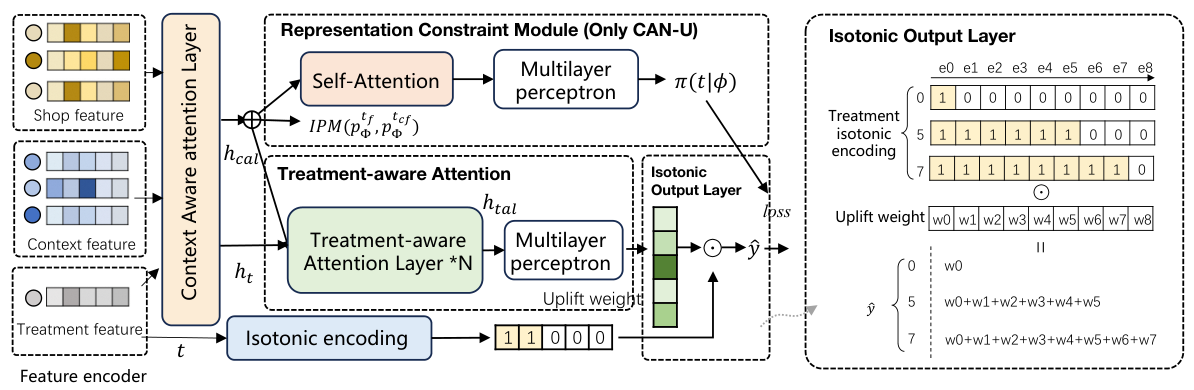 Shop feature
Context feature
Treatment feature
Feature encoder
Context Aware attention Layer
t
Representation Constraint Module (Only CAN-U)
Self-Attention
Multilayer
perceptron
π(t|ϕ)
IPM(p_Φ^{t_f}, p_Φ^{t_cf})
h_cal
h_t
Treatment-aware Attention
Treatment-aware
Attention Layer *N
h_tal
Multilayer
perceptron
Uplift weight
Isotonic
Output Layer
⊙
ŷ
loss
Isotonic encoding
1 1 0 0 0
Isotonic Output Layer
e0 e1 e2 e3 e4 e5 e6 e7 e8
Treatment
isotonic
encoding
0 1 0 0 0 0 0 0 0 0
5 1 1 1 1 1 1 0 0 0
7 1 1 1 1 1 1 1 1 0
⊙
Uplift weight w0 w1 w2 w3 w4 w5 w6 w7 w8
=
ŷ
0 w0
5 w0+w1+w2+w3+w4+w5
7 w0+w1+w2+w3+w4+w5+w6+w7